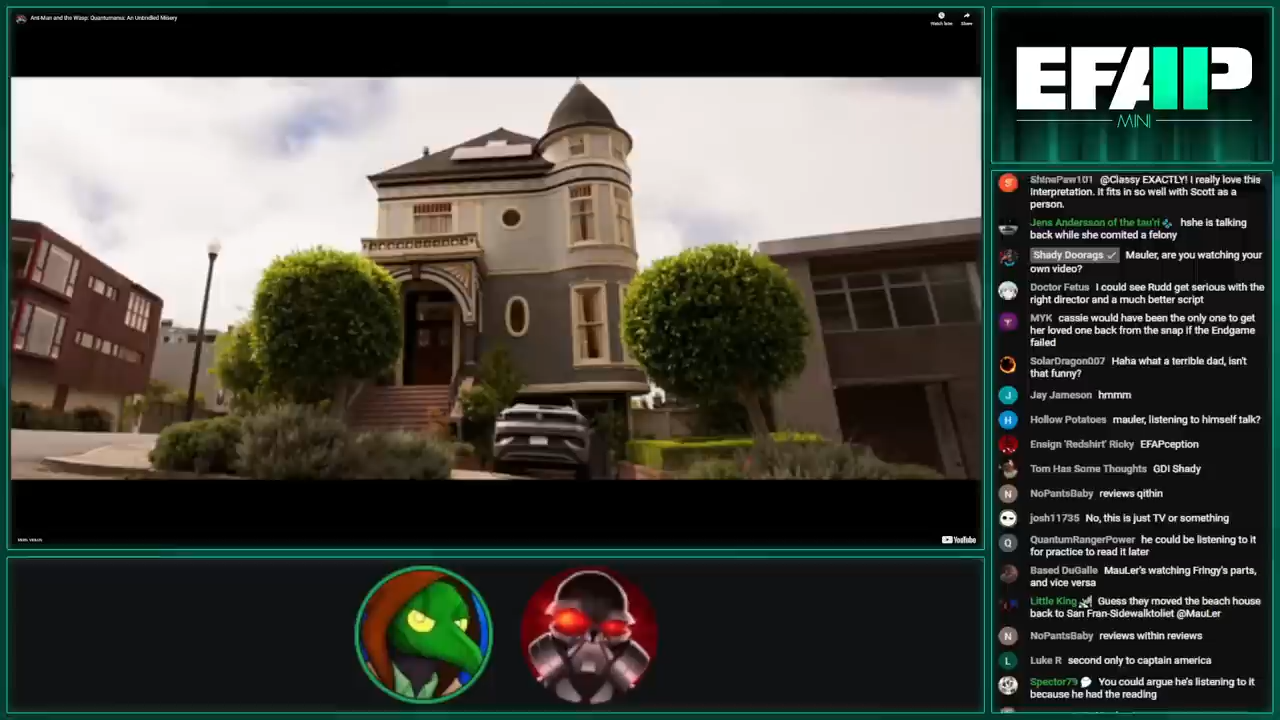 Ant-Man and the Wasp: Quantumania: An Unbridled Misery
Watch later
Share
MORE VIDEOS
YouTube
EFAP
MINI
ShinePaw101 @Classy EXACTLY! I really love this
interpretation. It fits in so well with Scott as a
person.
Jens Andersson of the tau'ri hshe is talking
back while she comited a felony
Shady Doorags Mauler, are you watching your
own video?
Doctor Fetus I could see Rudd get serious with the
right director and a much better script
MYK cassie would have been the only one to get
her loved one back from the snap if the Endgame
failed
SolarDragon007 Haha what a terrible dad, isn't
that funny?
Jay Jameson hmmm
Hollow Potatoes mauler, listening to himself talk?
Ensign 'Redshirt' Ricky EFAPception
Tom Has Some Thoughts GDI Shady
NoPantsBaby reviews qithin
josh11735 No, this is just TV or something
QuantumRangerPower he could be listening to it
for practice to read it later
Based DuGalle MauLer's watching Fringy's parts,
and vice versa
Little King Guess they moved the beach house
back to San Fran-Sidewalktoliet @MauLer
NoPantsBaby reviews within reviews
Luke R second only to captain america
Spector79 You could argue he's listening to it
because he had the reading